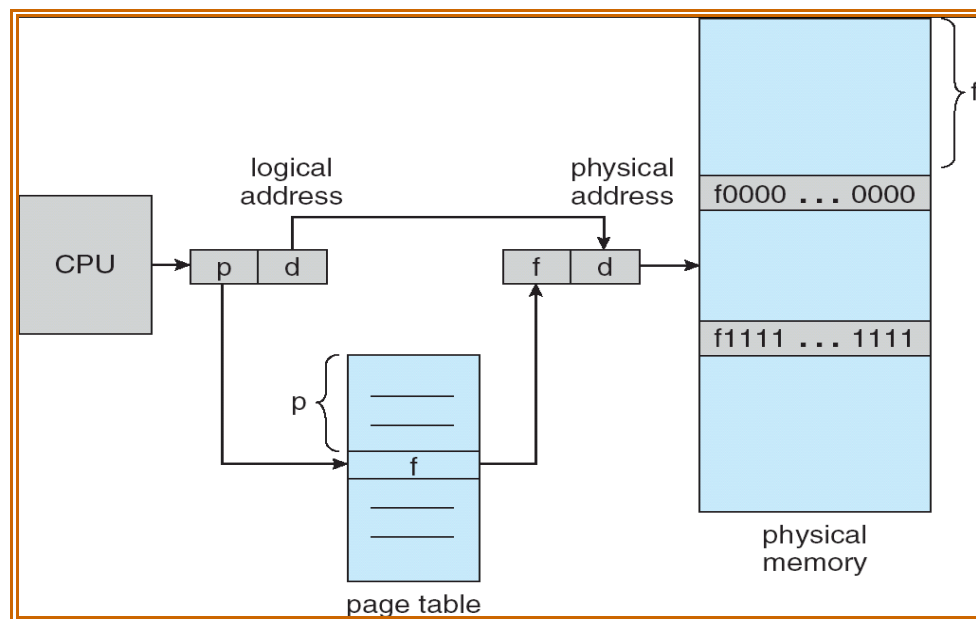 f
logical
address
physical
address
f0000 ... 0000
CPU
p d
f d
f1111 ... 1111
p
f
physical
memory
page table